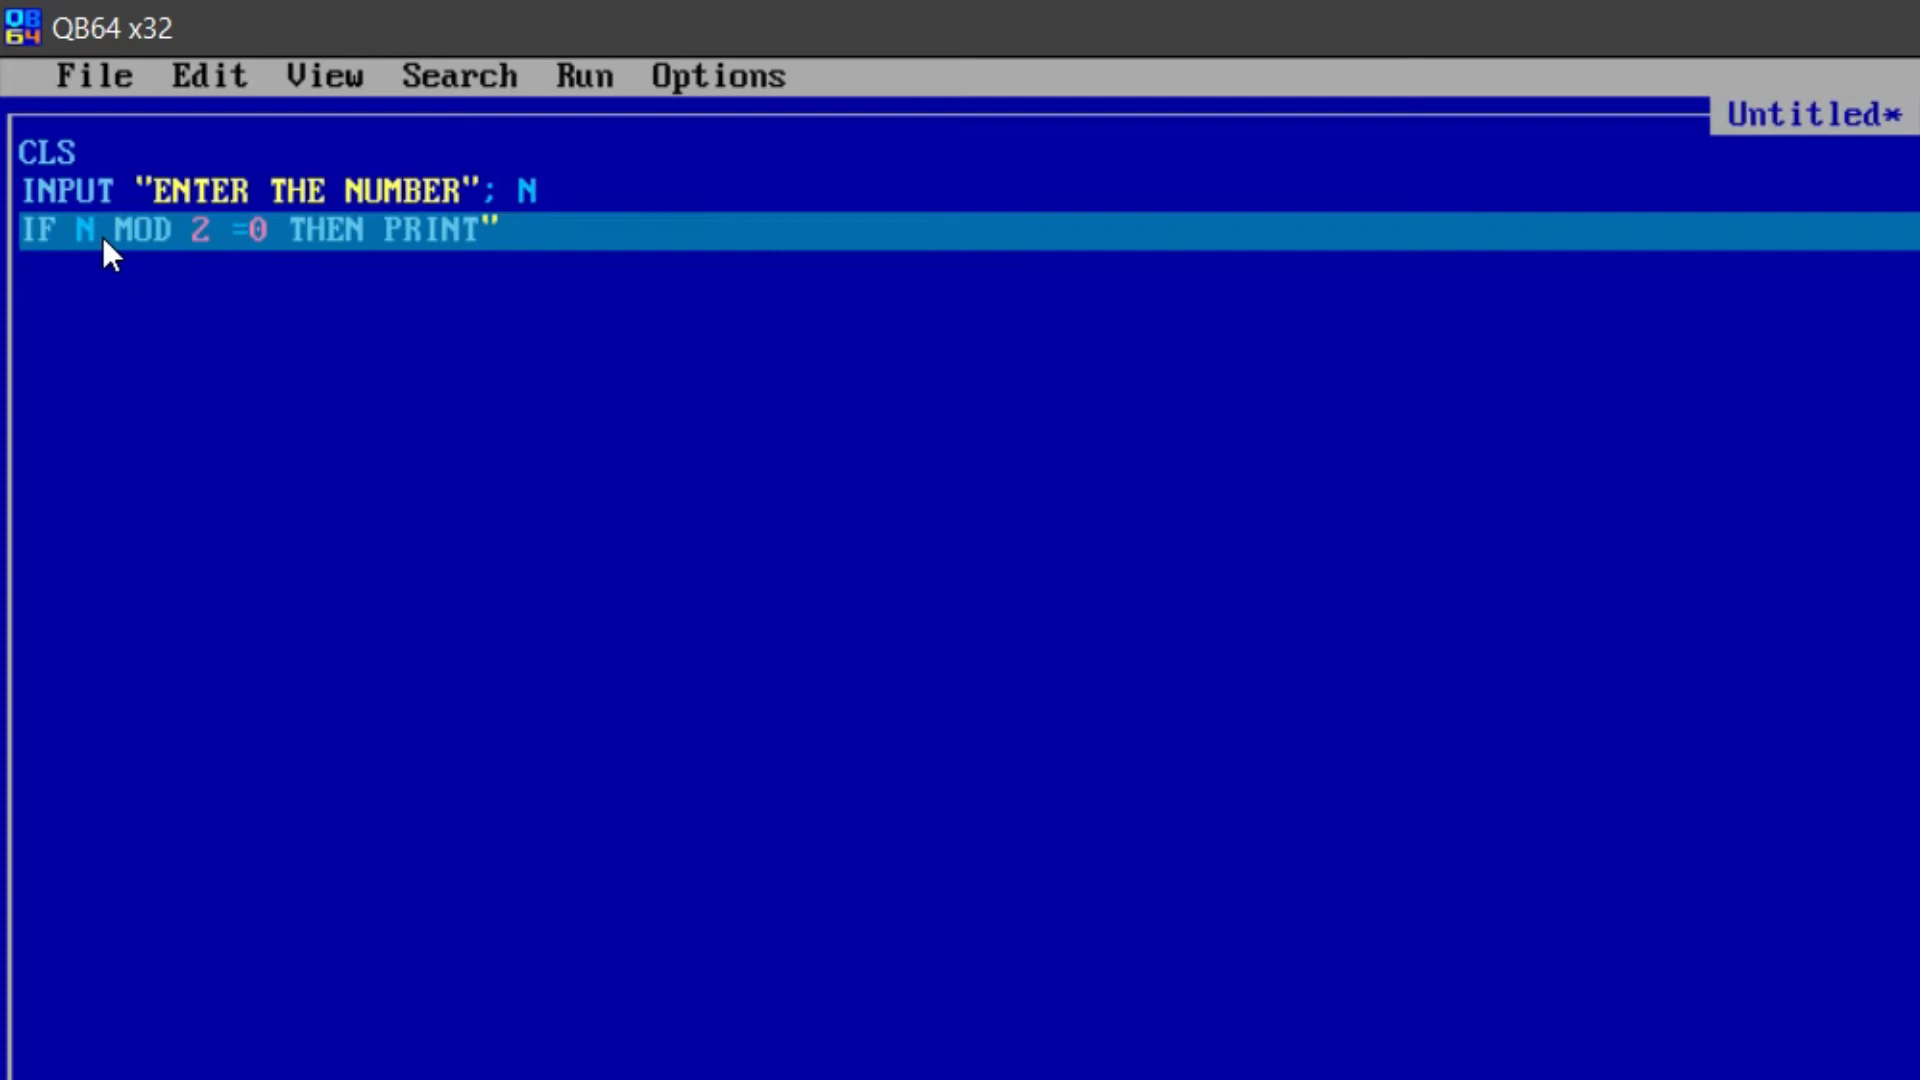 QB64 QB64 x32
File Edit View Search Run Options
Untitled*
CLS
INPUT "ENTER THE NUMBER"; N
IF N MOD 2 =0 THEN PRINT"